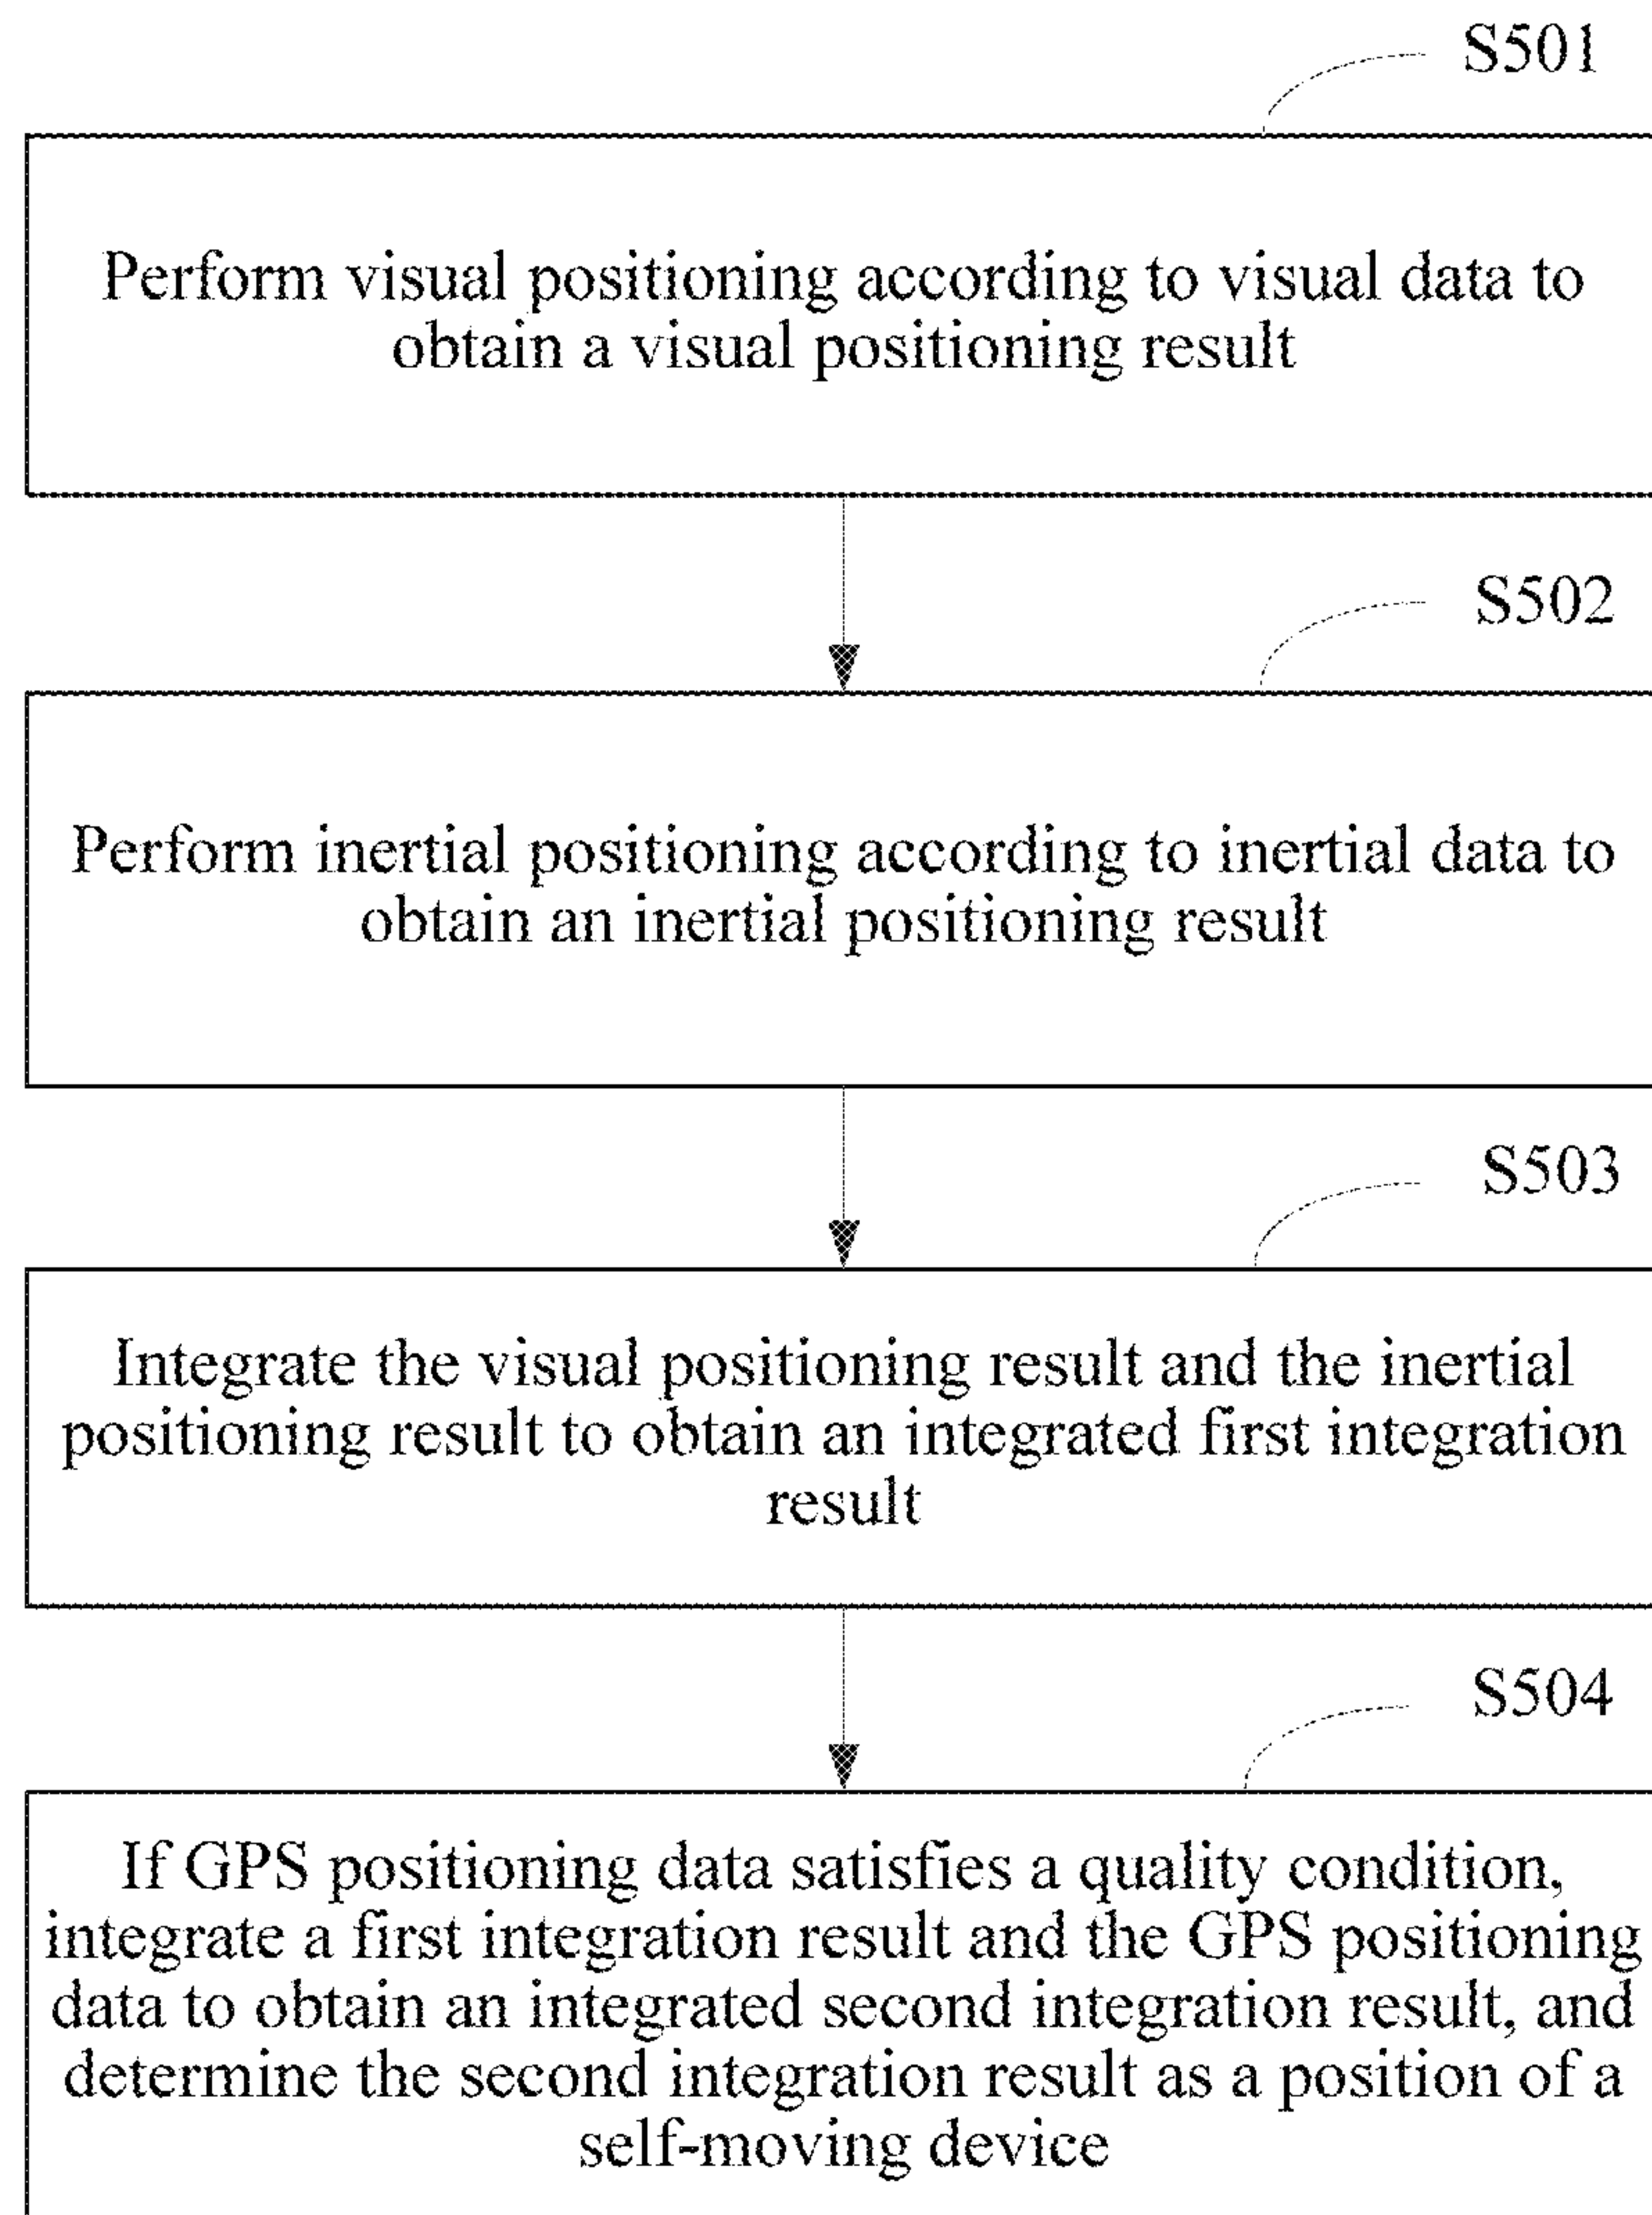 S501
Perform visual positioning according to visual data to
obtain a visual positioning result
S502
Perform inertial positioning according to inertial data to
obtain an inertial positioning result
S503
Integrate the visual positioning result and the inertial
positioning result to obtain an integrated first integration
result
S504
If GPS positioning data satisfies a quality condition,
integrate a first integration result and the GPS positioning
data to obtain an integrated second integration result, and
determine the second integration result as a position of a
self-moving device